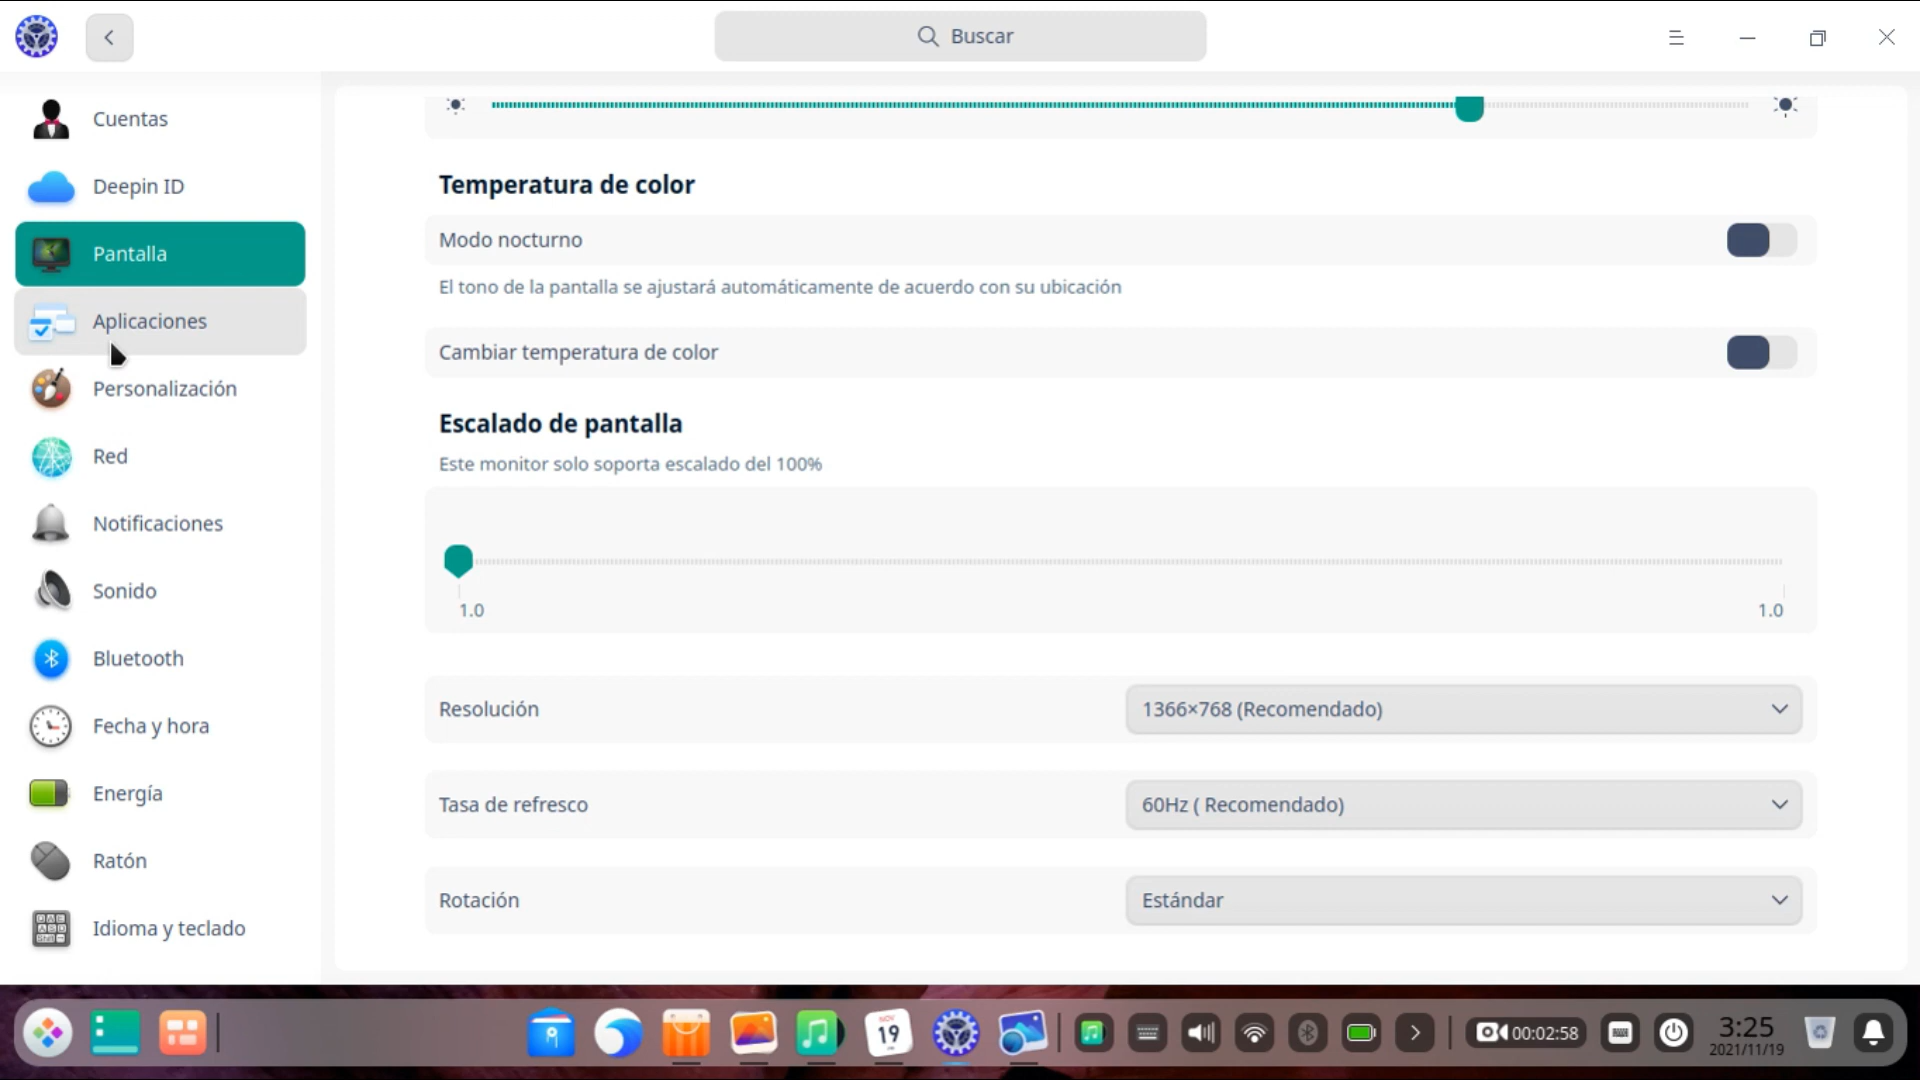 Buscar
Cuentas
Deepin ID
Pantalla
Aplicaciones
Personalización
Red
Notificaciones
Sonido
Bluetooth
Fecha y hora
Energía
Ratón
Idioma y teclado
Temperatura de color
Modo nocturno
El tono de la pantalla se ajustará automáticamente de acuerdo con su ubicación
Cambiar temperatura de color
Escalado de pantalla
Este monitor solo soporta escalado del 100%
1.0 1.0
Resolución 1366×768 (Recomendado)
Tasa de refresco 60Hz ( Recomendado)
Rotación Estándar
NOV
19
00:02:58
3:25
2021/11/19